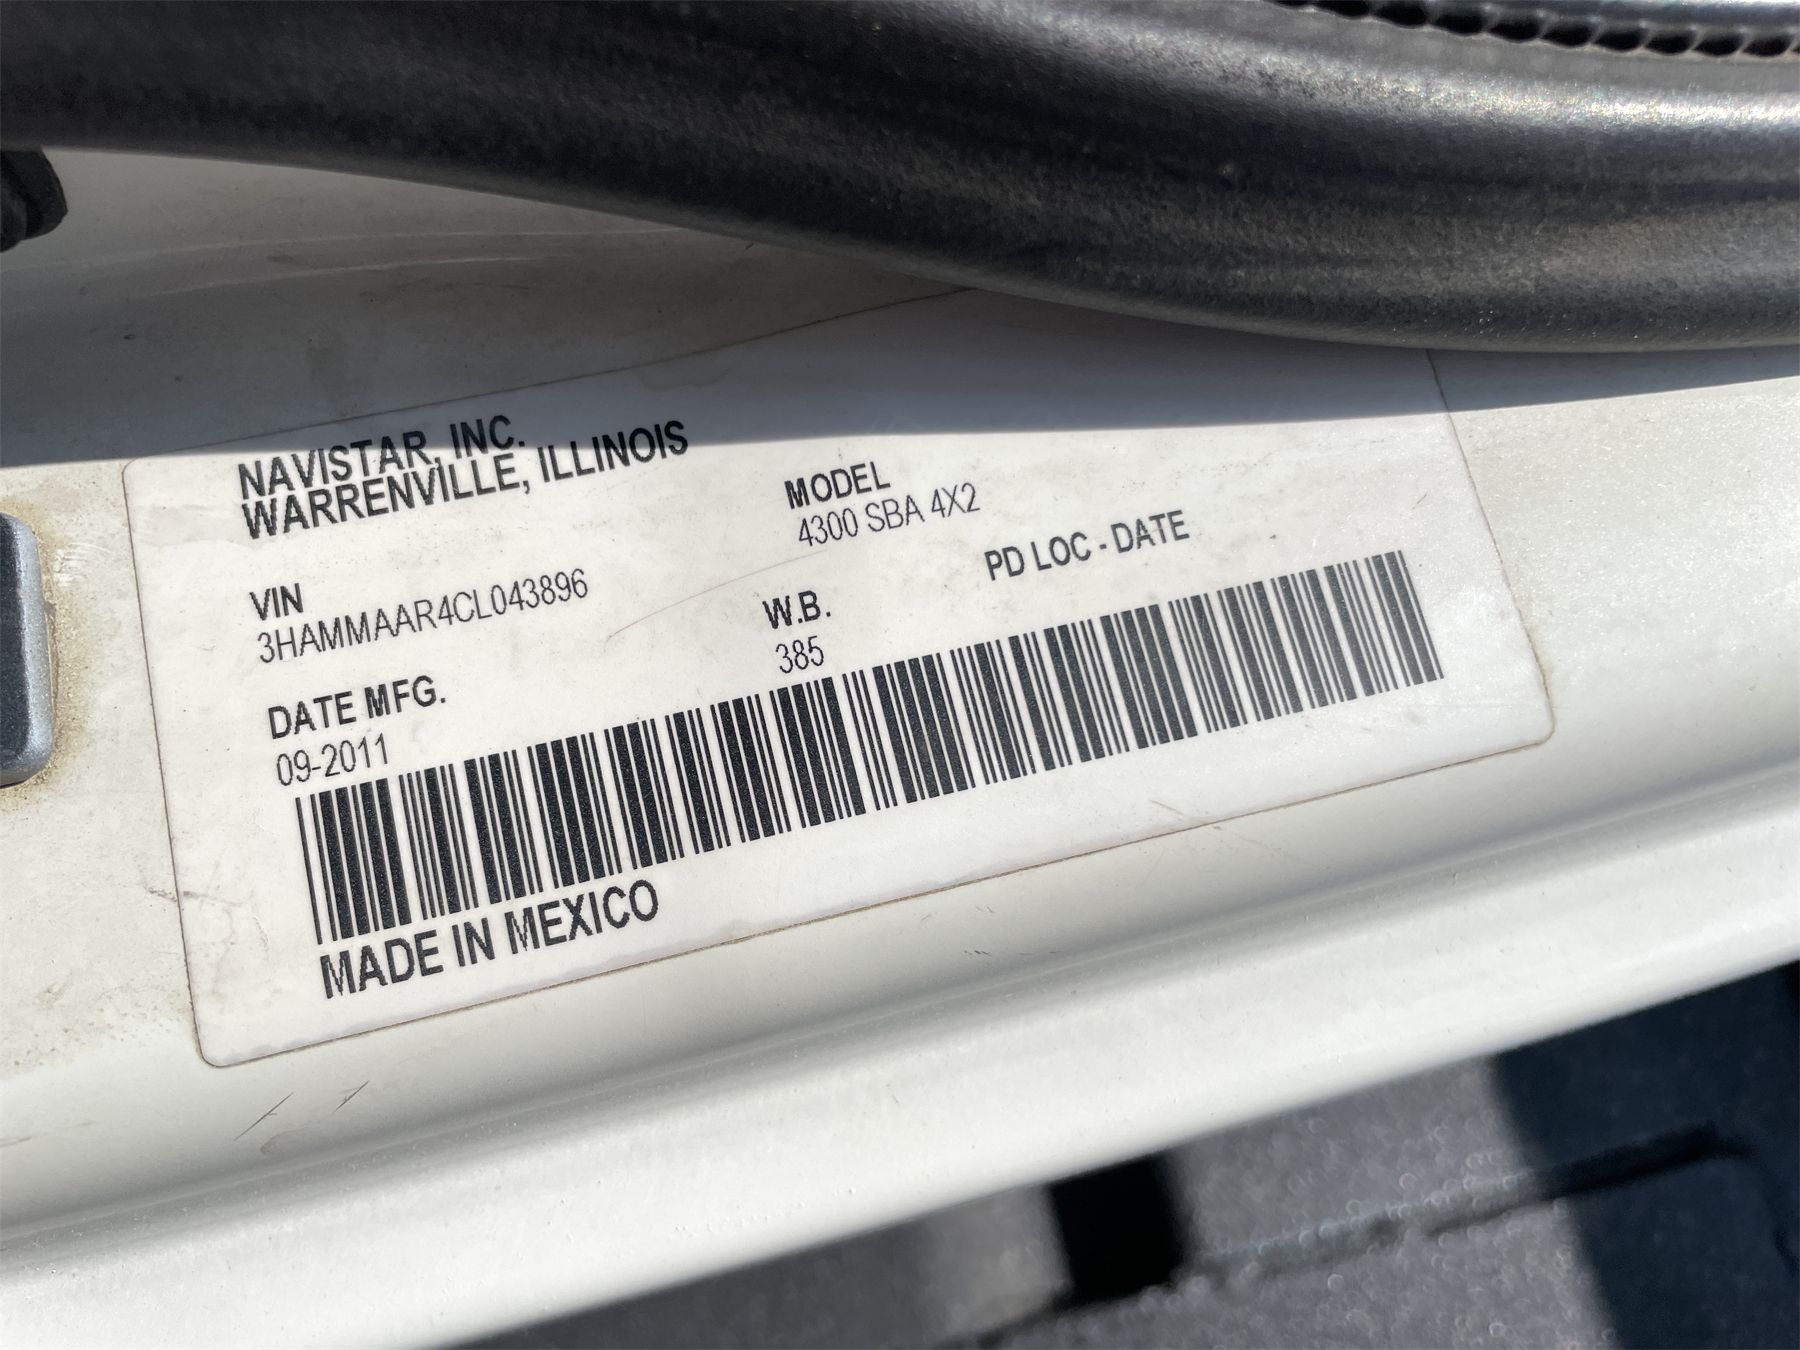 NAVISTAR, INC.
WARRENVILLE, ILLINOIS
MODEL
4300 SBA 4X2
VIN
3HAMMAAR4CL043896
W.B.
385
PD LOC - DATE
DATE MFG.
09-2011
MADE IN MEXICO